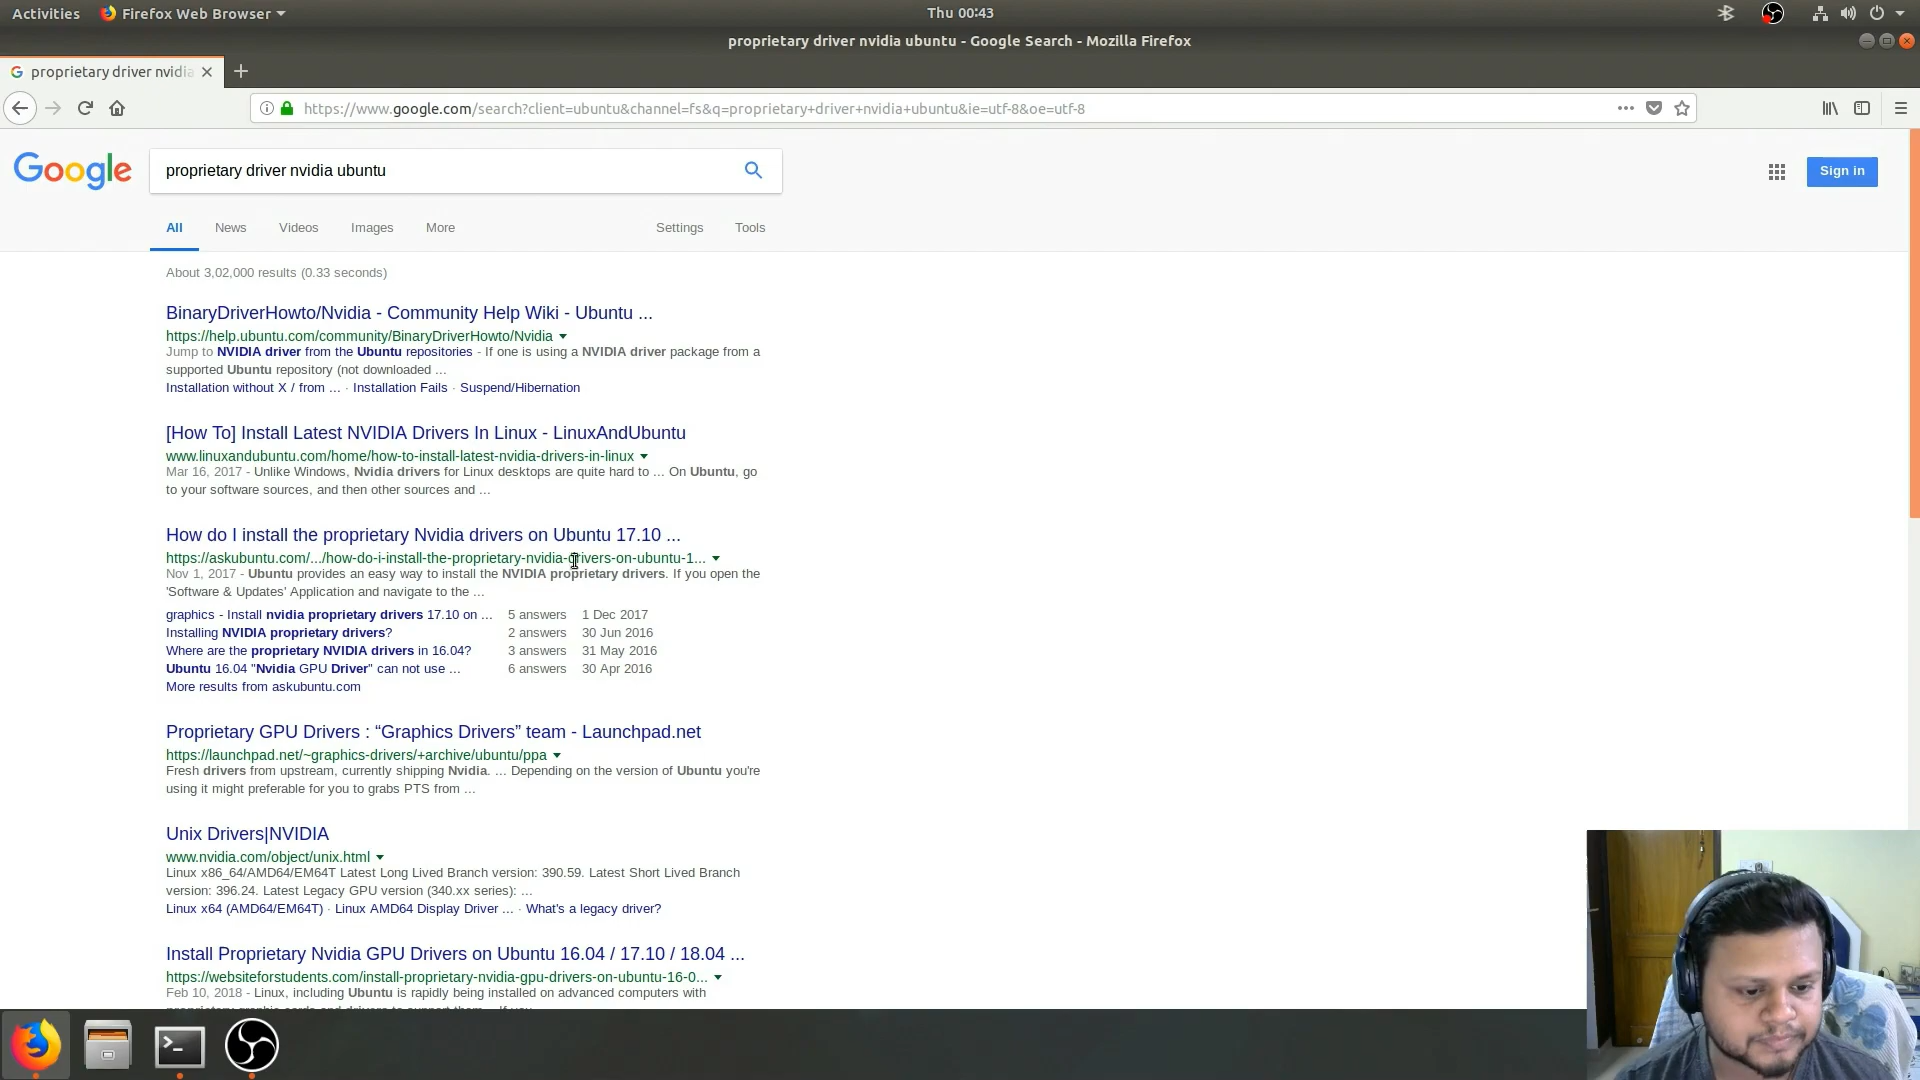 Activities Firefox Web Browser Thu 00:43
proprietary driver nvidia ubuntu - Google Search - Mozilla Firefox
proprietary driver nvidia
https://www.google.com/search?client=ubuntu&channel=fs&q=proprietary+driver+nvidia+ubuntu&ie=utf-8&oe=utf-8
Google proprietary driver nvidia ubuntu Sign in
All News Videos Images More Settings Tools
About 3,02,000 results (0.33 seconds)
BinaryDriverHowto/Nvidia - Community Help Wiki - Ubuntu ...
https://help.ubuntu.com/community/BinaryDriverHowto/Nvidia
Jump to NVIDIA driver from the Ubuntu repositories - If one is using a NVIDIA driver package from a
supported Ubuntu repository (not downloaded ...
Installation without X / from ... · Installation Fails · Suspend/Hibernation
[How To] Install Latest NVIDIA Drivers In Linux - LinuxAndUbuntu
www.linuxandubuntu.com/home/how-to-install-latest-nvidia-drivers-in-linux
Mar 16, 2017 - Unlike Windows, Nvidia drivers for Linux desktops are quite hard to ... On Ubuntu, go
to your software sources, and then other sources and ...
How do I install the proprietary Nvidia drivers on Ubuntu 17.10 ...
https://askubuntu.com/.../how-do-i-install-the-proprietary-nvidia-drivers-on-ubuntu-1...
Nov 1, 2017 - Ubuntu provides an easy way to install the NVIDIA proprietary drivers. If you open the
'Software & Updates' Application and navigate to the ...
graphics - Install nvidia proprietary drivers 17.10 on ... 5 answers 1 Dec 2017
Installing NVIDIA proprietary drivers? 2 answers 30 Jun 2016
Where are the proprietary NVIDIA drivers in 16.04? 3 answers 31 May 2016
Ubuntu 16.04 "Nvidia GPU Driver" can not use ... 6 answers 30 Apr 2016
More results from askubuntu.com
Proprietary GPU Drivers : “Graphics Drivers” team - Launchpad.net
https://launchpad.net/~graphics-drivers/+archive/ubuntu/ppa
Fresh drivers from upstream, currently shipping Nvidia. ... Depending on the version of Ubuntu you're
using it might preferable for you to grabs PTS from ...
Unix Drivers|NVIDIA
www.nvidia.com/object/unix.html
Linux x86_64/AMD64/EM64T Latest Long Lived Branch version: 390.59. Latest Short Lived Branch
version: 396.24. Latest Legacy GPU version (340.xx series): ...
Linux x64 (AMD64/EM64T) · Linux AMD64 Display Driver ... · What's a legacy driver?
Install Proprietary Nvidia GPU Drivers on Ubuntu 16.04 / 17.10 / 18.04 ...
https://websiteforstudents.com/install-proprietary-nvidia-gpu-drivers-on-ubuntu-16-0...
Feb 10, 2018 - Linux, including Ubuntu is rapidly being installed on advanced computers with